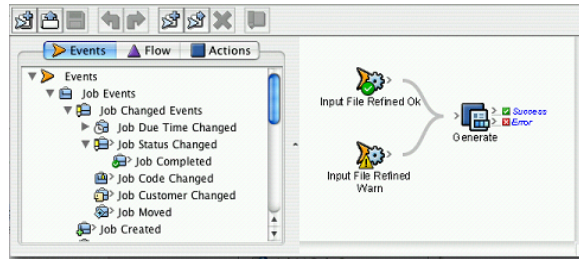 Events
Flow
Actions
Events
Job Events
Job Changed Events
Job Due Time Changed
Job Status Changed
Job Completed
Job Code Changed
Job Customer Changed
Job Moved
Job Created
Input File Refined Ok
Success
Error
Generate
Input File Refined
Warn